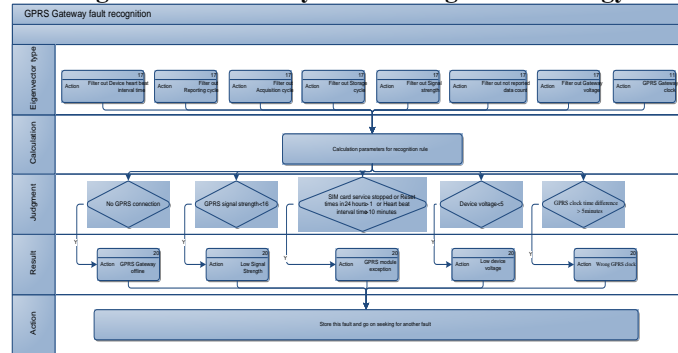 GPRS Gateway fault recognition
Eigenvector type
17
Action Filter out Device heart beat
interval time
17
Action Filter out
Reporting cycle
17
Action Filter out
Acquisition cycle
17
Action Filter out Storage
cycle
17
Action Filter out Signal
strength
17
Action Filter out not reported
data count
17
Action Filter out Gateway
voltage
Action GPRS Gateway
clock
Calculation
Calculation parameters for recognition rule
Judgment
No GPRS connection
GPRS signal strength<16
SIM card service stopped or Reset
times in24 hours>1 or Heart beat
interval time>10 minutes
Device voltage<5
GPRS clock time difference
> 5minutes
Y
Y
Y
Y
Y
Result
20
Action GPRS Gateway
offline
20
Action Low Signal
Strength
20
Action GPRS module
exception
20
Action Low device
voltage
20
Action Wrong GPRS clock
Action
Store this fault and go on seeking for another fault